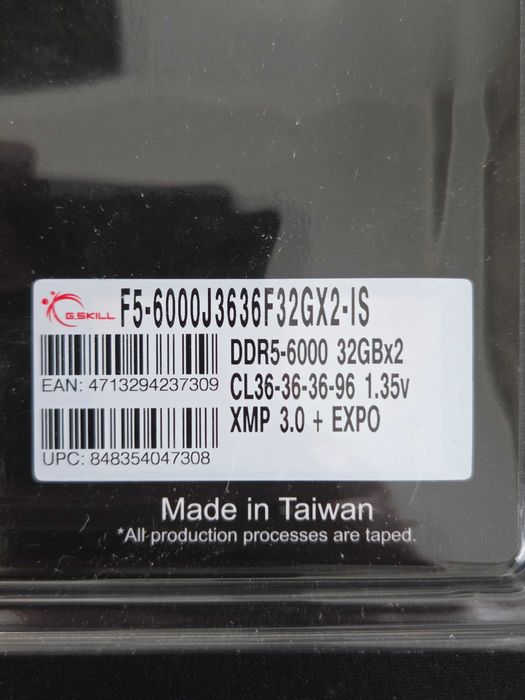 G.SKILL F5-6000J3636F32GX2-IS
DDR5-6000 32GBx2
EAN: 4713294237309
CL36-36-36-96 1.35v
XMP 3.0 + EXPO
UPC: 848354047308
Made in Taiwan
*All production processes are taped.